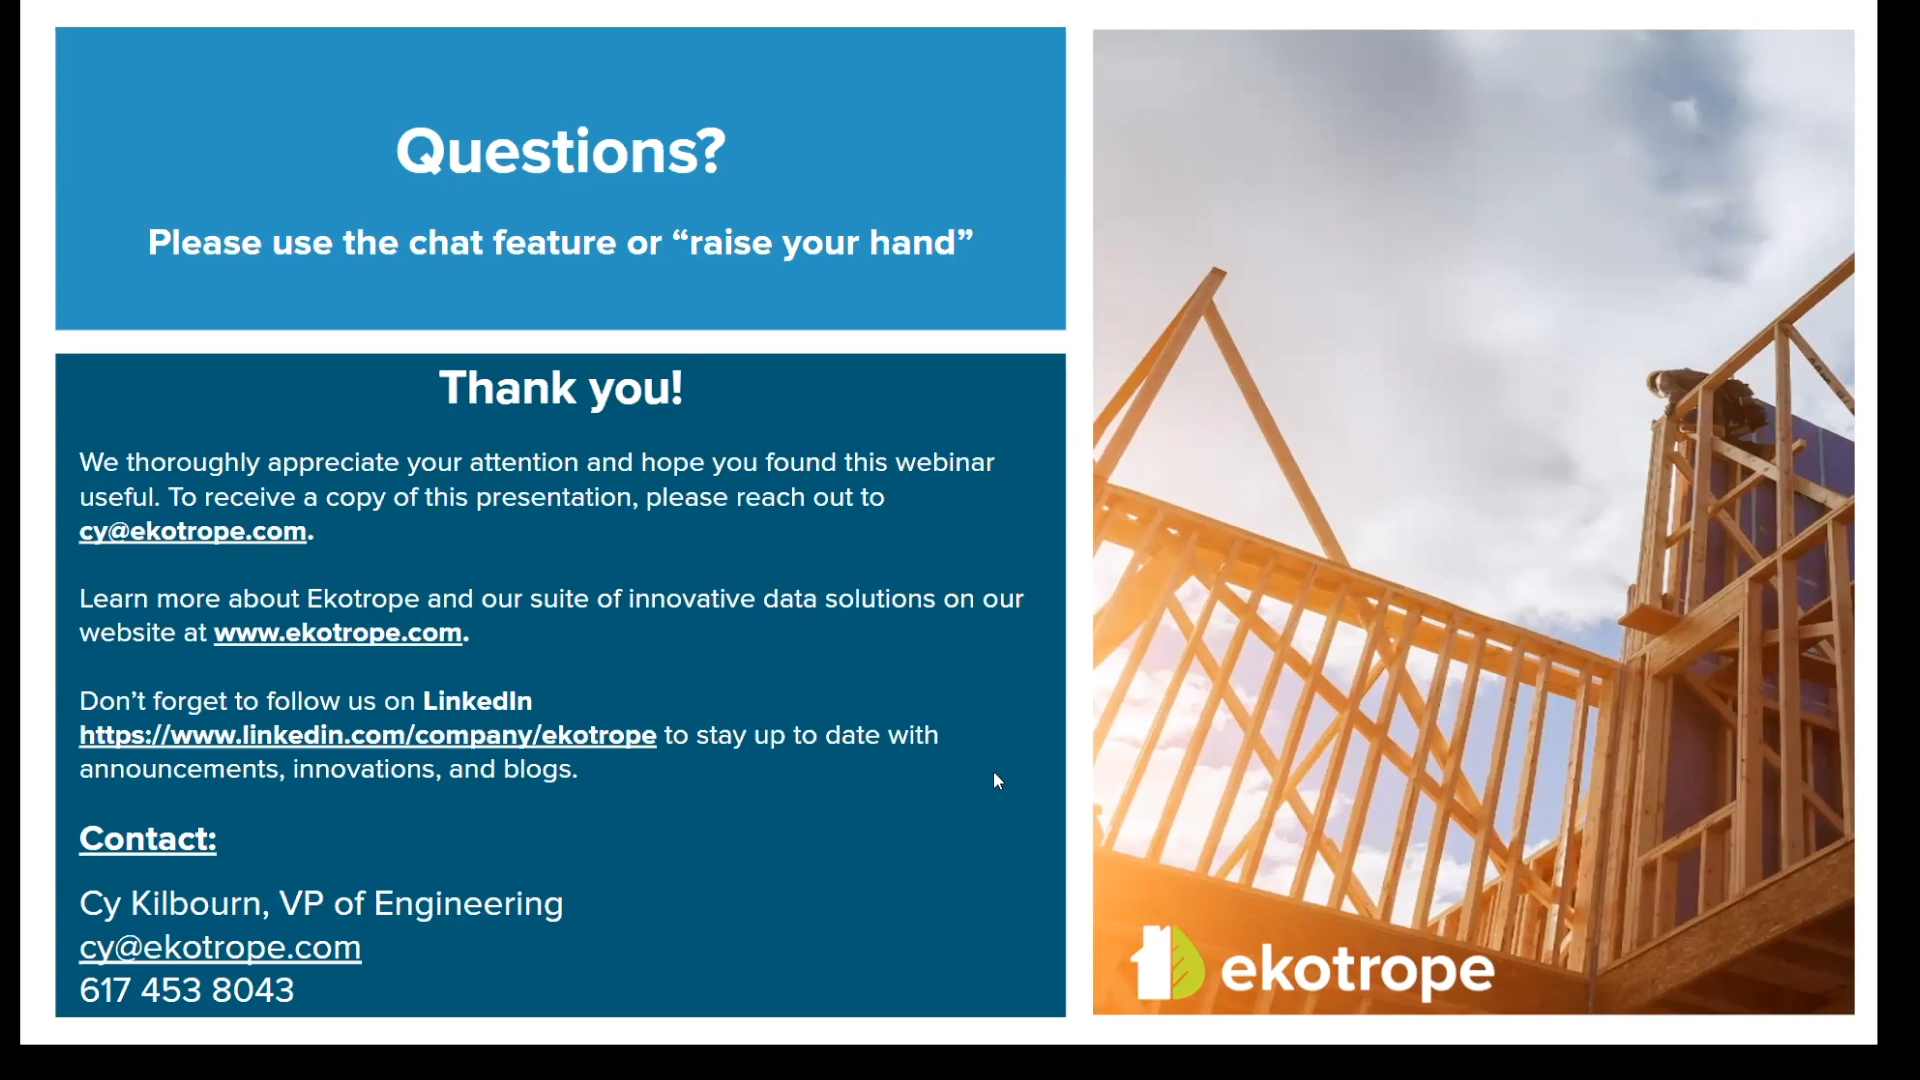 Questions?
Please use the chat feature or “raise your hand”
Thank you!
We thoroughly appreciate your attention and hope you found this webinar
useful. To receive a copy of this presentation, please reach out to
cy@ekotrope.com.
Learn more about Ekotrope and our suite of innovative data solutions on our
website at www.ekotrope.com.
Don’t forget to follow us on LinkedIn
https://www.linkedin.com/company/ekotrope to stay up to date with
announcements, innovations, and blogs.
Contact:
Cy Kilbourn, VP of Engineering
cy@ekotrope.com
617 453 8043
ekotrope